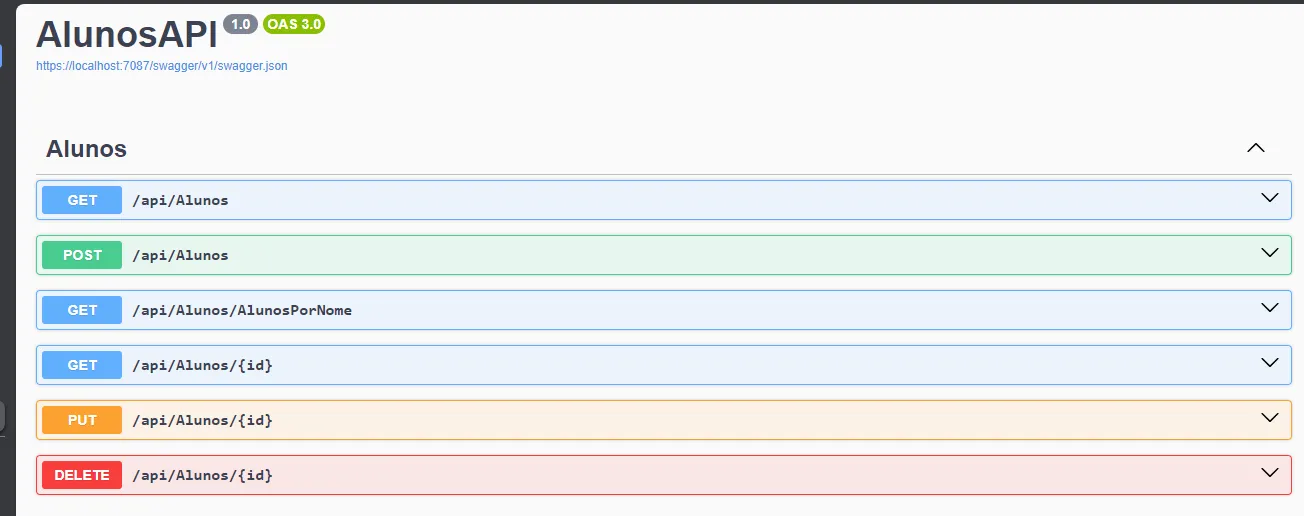 AlunosAPI 1.0 OAS 3.0
https://localhost:7087/swagger/v1/swagger.json
Alunos
GET /api/Alunos
POST /api/Alunos
GET /api/Alunos/AlunosPorNome
GET /api/Alunos/{id}
PUT /api/Alunos/{id}
DELETE /api/Alunos/{id}